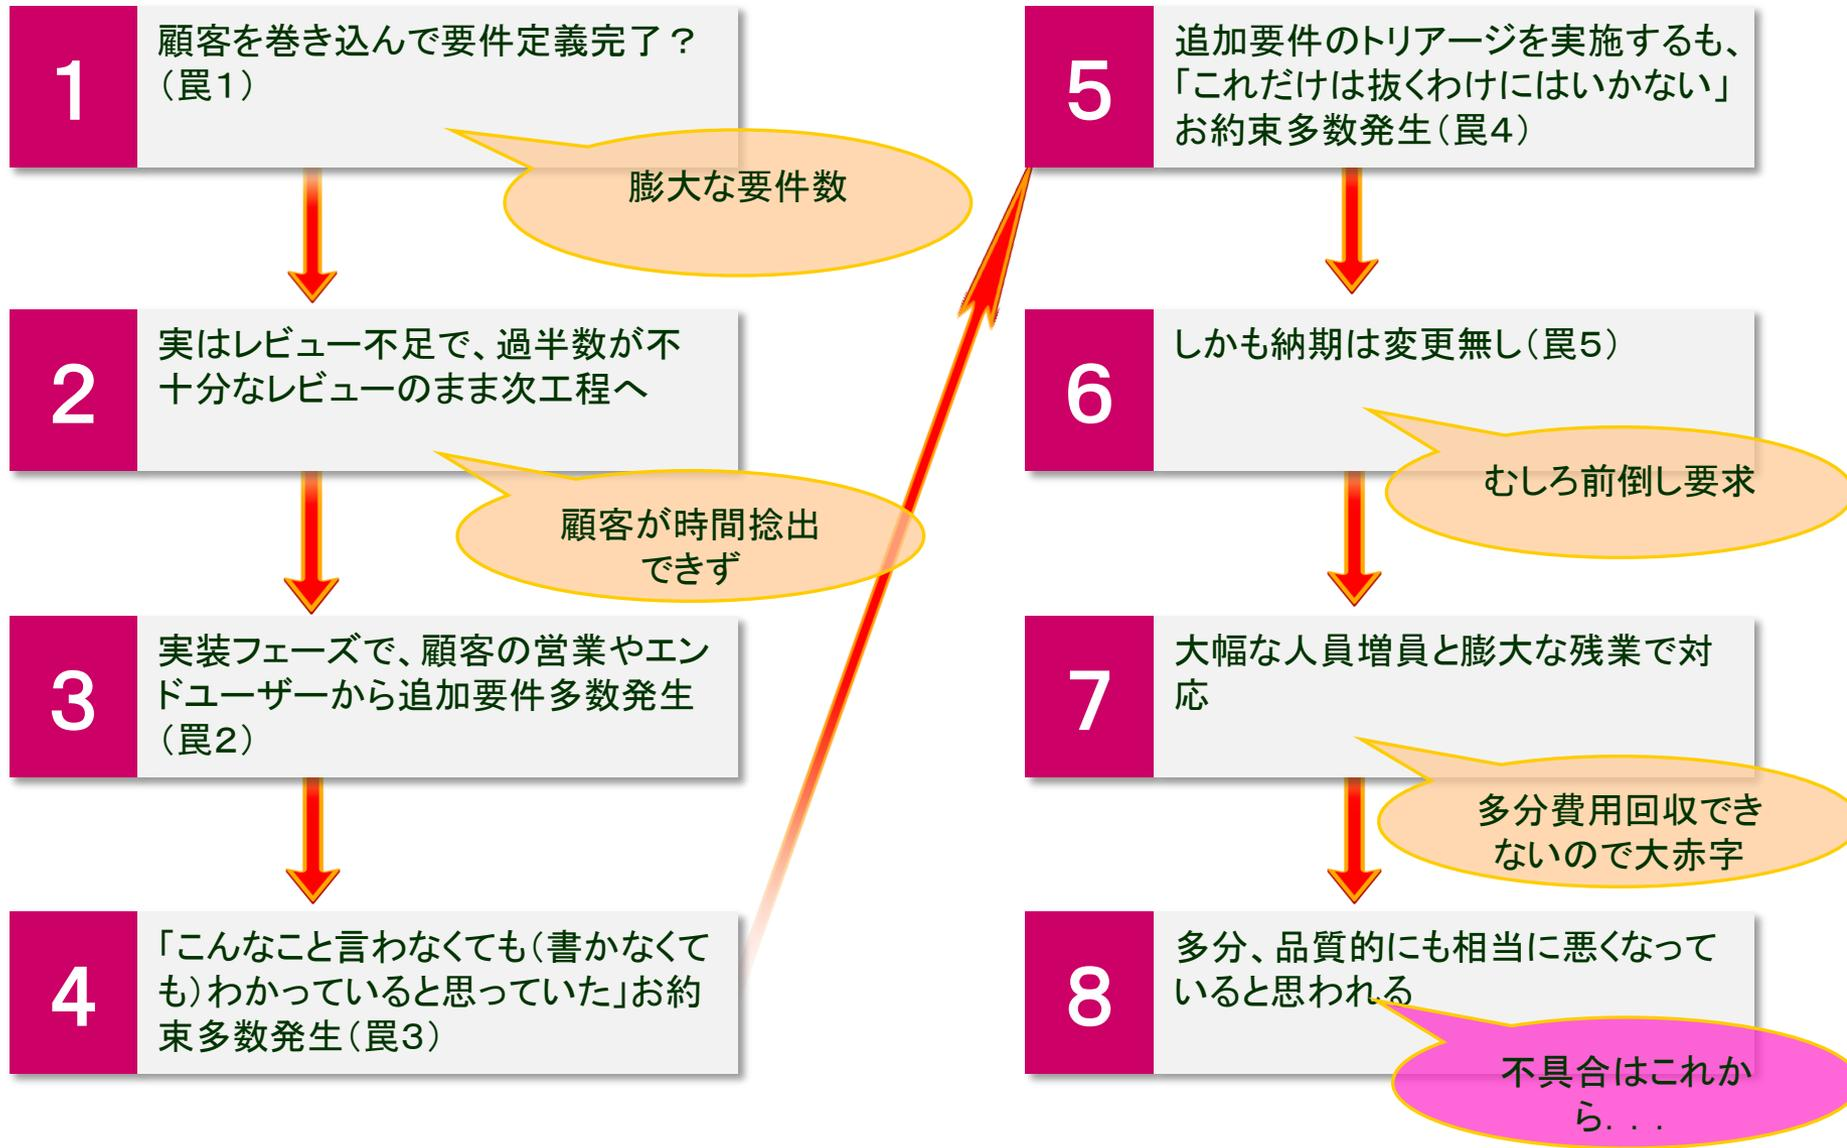 1
顧客を巻き込んで要件定義完了？
（罠１）
膨大な要件数
2
実はレビュー不足で、過半数が不
十分なレビューのまま次工程へ
顧客が時間捻出
できず
3
実装フェーズで、顧客の営業やエン
ドユーザーから追加要件多数発生
（罠２）
4
「こんなこと言わなくても（書かなくて
も）わかっていると思っていた」お約
束多数発生（罠３）
5
追加要件のトリアージを実施するも、
「これだけは抜くわけにはいかない」
お約束多数発生（罠４）
6
しかも納期は変更無し（罠５）
むしろ前倒し要求
7
大幅な人員増員と膨大な残業で対
応
多分費用回収でき
ないので大赤字
8
多分、品質的にも相当に悪くなって
いると思われる
不具合はこれか
ら．．．